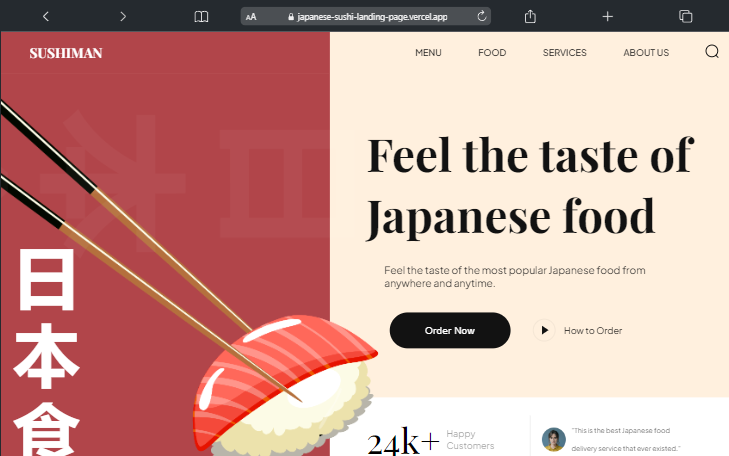 AA japanese-sushi-landing-page.vercel.app
SUSHIMAN
MENU FOOD SERVICES ABOUT US
日本
日本食
Feel the taste of
Japanese food
Feel the taste of the most popular Japanese food from
anywhere and anytime.
Order Now
How to Order
24k+
Happy
Customers
"This is the best Japanese food
delivery service that ever existed."